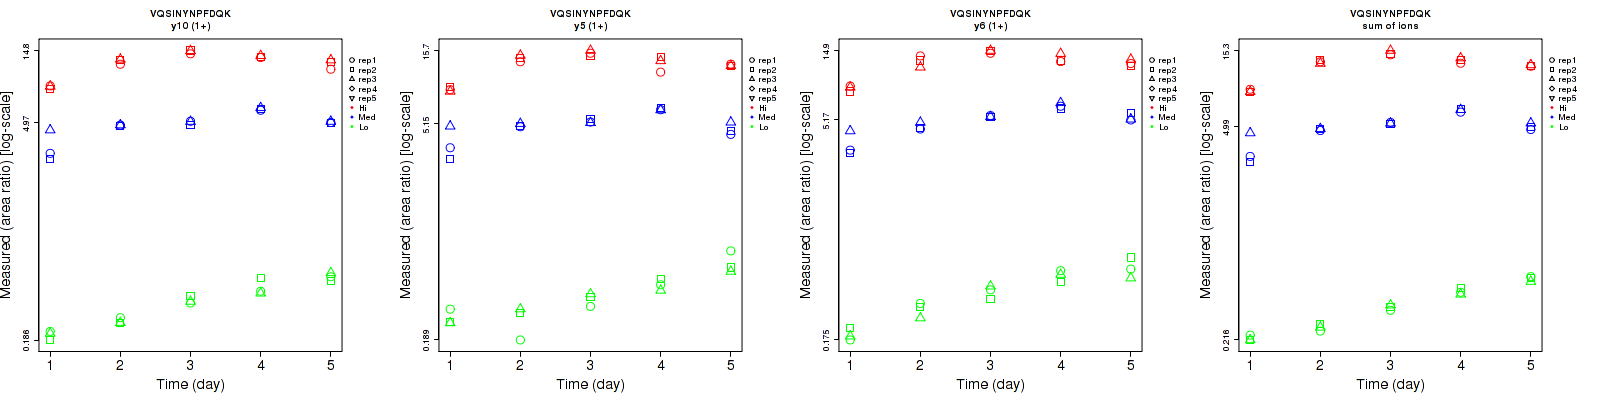 VQSINYNPFDQK
y10 (1+)
Measured (area ratio) [log-scale]
14.8
4.97
0.186
1 2 3 4 5
Time (day)
rep1
rep2
rep3
rep4
rep5
Hi
Med
Lo
VQSINYNPFDQK
y5 (1+)
Measured (area ratio) [log-scale]
15.7
5.15
0.189
1 2 3 4 5
Time (day)
rep1
rep2
rep3
rep4
rep5
Hi
Med
Lo
VQSINYNPFDQK
y6 (1+)
Measured (area ratio) [log-scale]
14.9
5.17
0.175
1 2 3 4 5
Time (day)
rep1
rep2
rep3
rep4
rep5
Hi
Med
Lo
VQSINYNPFDQK
sum of ions
Measured (area ratio) [log-scale]
15.3
4.99
0.216
1 2 3 4 5
Time (day)
rep1
rep2
rep3
rep4
rep5
Hi
Med
Lo